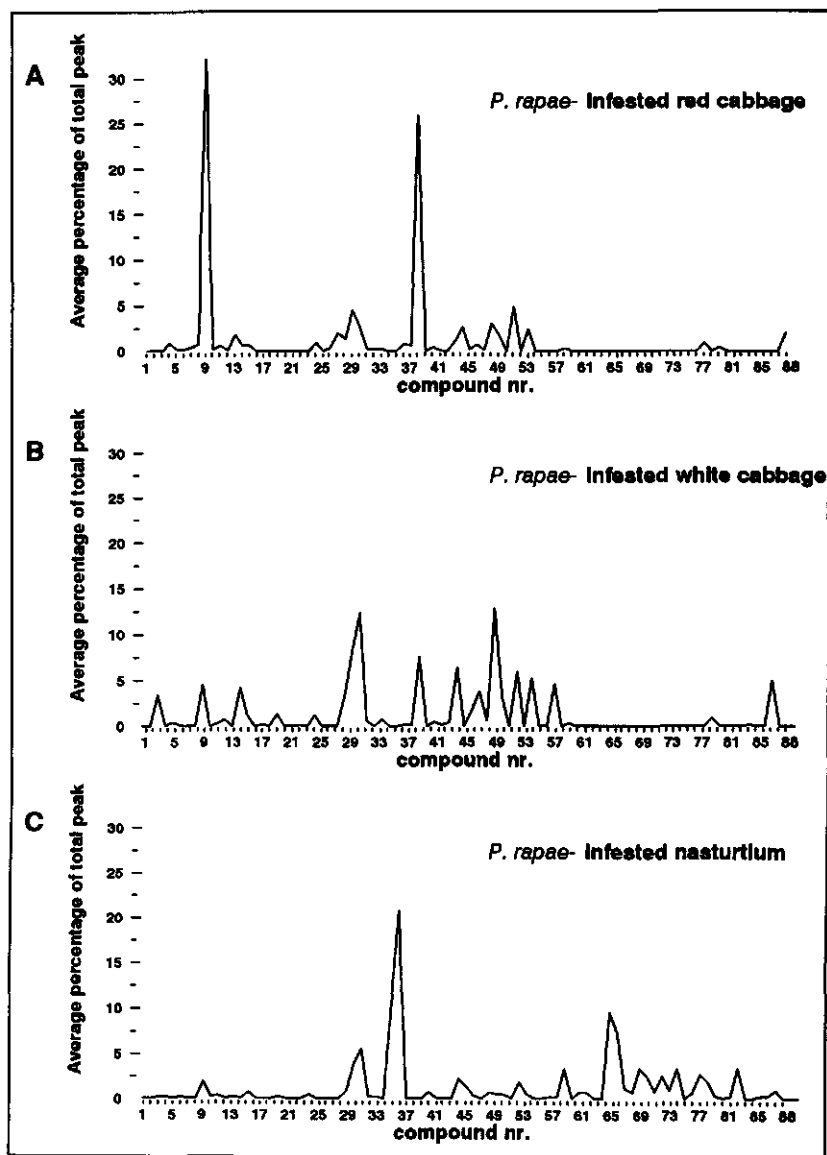 A
Average percentage of total peak
P. rapae- Infested red cabbage
30
25
20
15
10
5
0
1 5 9 13 17 21 25 29 33 37 41 45 49 53 57 61 65 69 73 77 81 85 88
compound nr.
B
Average percentage of total peak
P. rapae- Infested white cabbage
30
25
20
15
10
5
0
1 5 9 13 17 21 25 29 33 37 41 45 49 53 57 61 65 69 73 77 81 85 88
compound nr.
C
Average percentage of total peak
P. rapae- Infested nasturtium
30
25
20
15
10
5
0
1 5 9 13 17 21 25 29 33 37 41 45 49 53 57 61 65 69 73 77 81 85 88
compound nr.